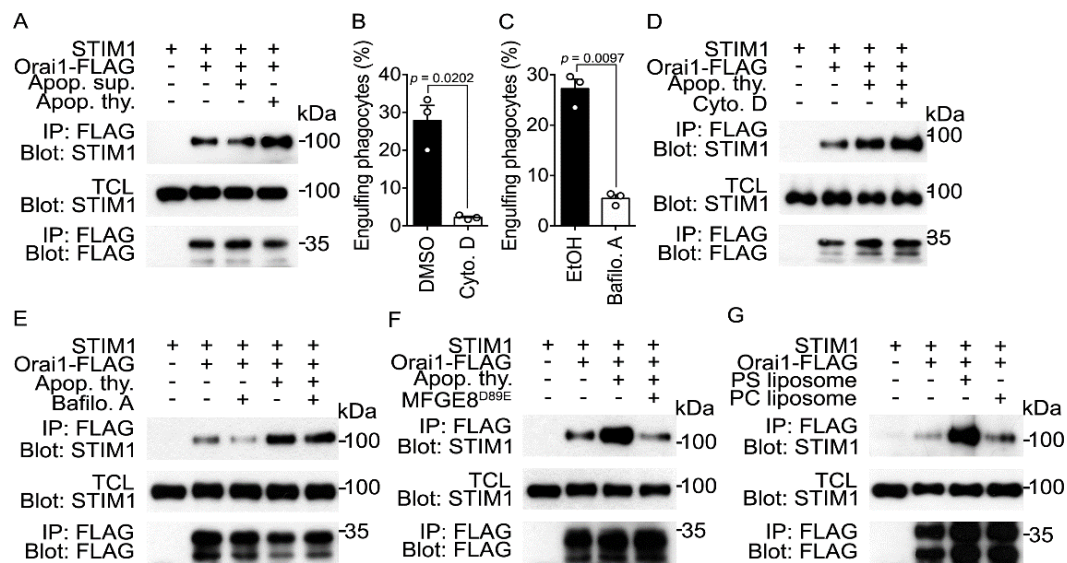 A
STIM1 + + + +
Orai1-FLAG - + + +
Apop. sup. - - + -
Apop. thy. - - - +
kDa
IP: FLAG
Blot: STIM1
-100
TCL
Blot: STIM1
-100
IP: FLAG
Blot: FLAG
-35
B
Engulfing phagocytes (%)
p = 0.0202
40
30
20
10
0
DMSO
Cyto. D
C
Engulfing phagocytes (%)
p = 0.0097
30
20
10
0
EtOH
Bafilo. A
D
STIM1 + + + +
Orai1-FLAG - + + +
Apop. thy. - - + +
Cyto. D - - - +
kDa
IP: FLAG
Blot: STIM1
100
TCL
Blot: STIM1
100
IP: FLAG
Blot: FLAG
35
E
STIM1 + + + + +
Orai1-FLAG - + + + +
Apop. thy. - - - + +
Bafilo. A - - + - +
kDa
IP: FLAG
Blot: STIM1
-100
TCL
Blot: STIM1
-100
IP: FLAG
Blot: FLAG
-35
F
STIM1 + + + +
Orai1-FLAG - + + +
Apop. thy. - - + +
MFGE8D89E - - - +
kDa
IP: FLAG
Blot: STIM1
-100
TCL
Blot: STIM1
-100
IP: FLAG
Blot: FLAG
-35
G
STIM1 + + + +
Orai1-FLAG - + + +
PS liposome - - + -
PC liposome - - - +
kDa
IP: FLAG
Blot: STIM1
-100
TCL
Blot: STIM1
-100
IP: FLAG
Blot: FLAG
-35